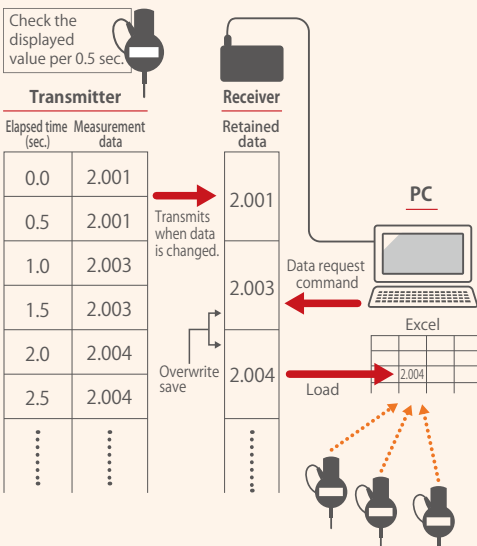 Check the
displayed
value per 0.5 sec.
Transmitter
Elapsed time
(sec.)
Measurement
data
0.0 2.001
0.5 2.001
1.0 2.003
1.5 2.003
2.0 2.004
2.5 2.004
Transmits
when data
is changed.
Receiver
Retained
data
2.001
2.003
2.004
Overwrite
save
PC
Data request
command
Load
Excel
2.004